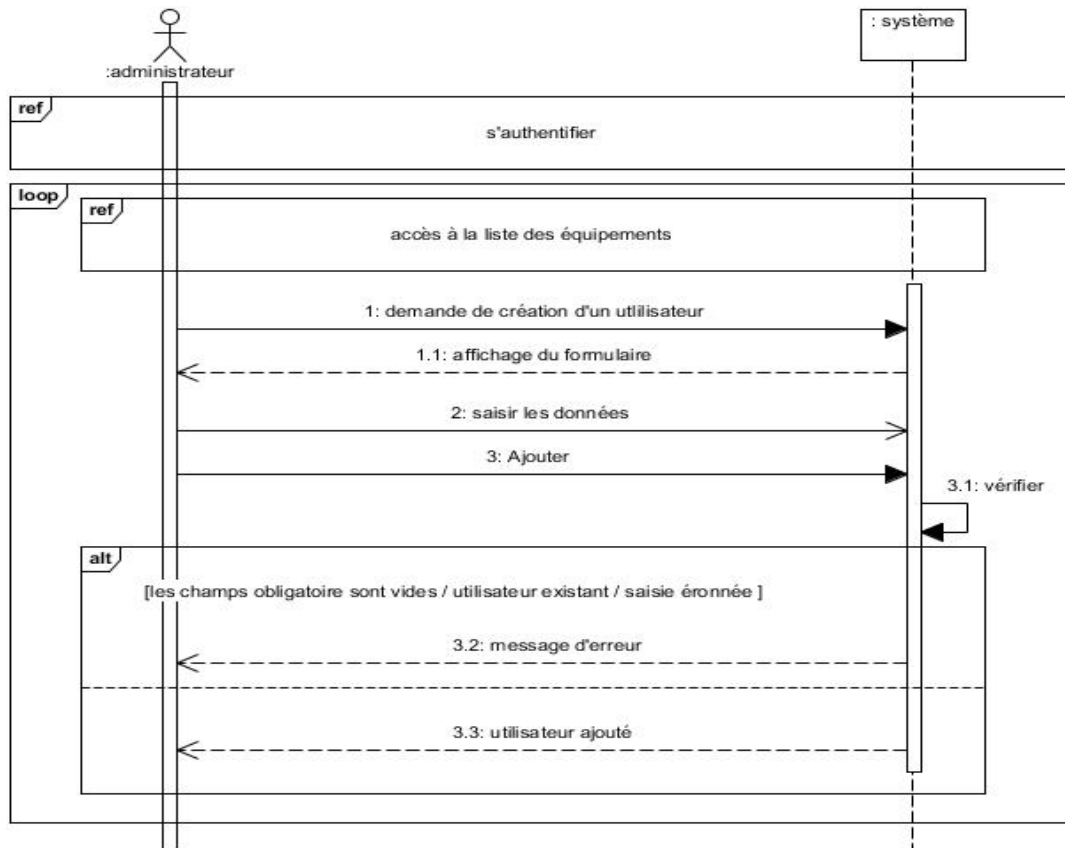 : système
:administrateur
ref
s'authentifier
loop
ref
accès à la liste des équipements
1: demande de création d'un utlilisateur
1.1: affichage du formulaire
2: saisir les données
3: Ajouter
3.1: vérifier
alt
[les champs obligatoire sont vides / utilisateur existant / saisie éronnée ]
3.2: message d'erreur
3.3: utilisateur ajouté